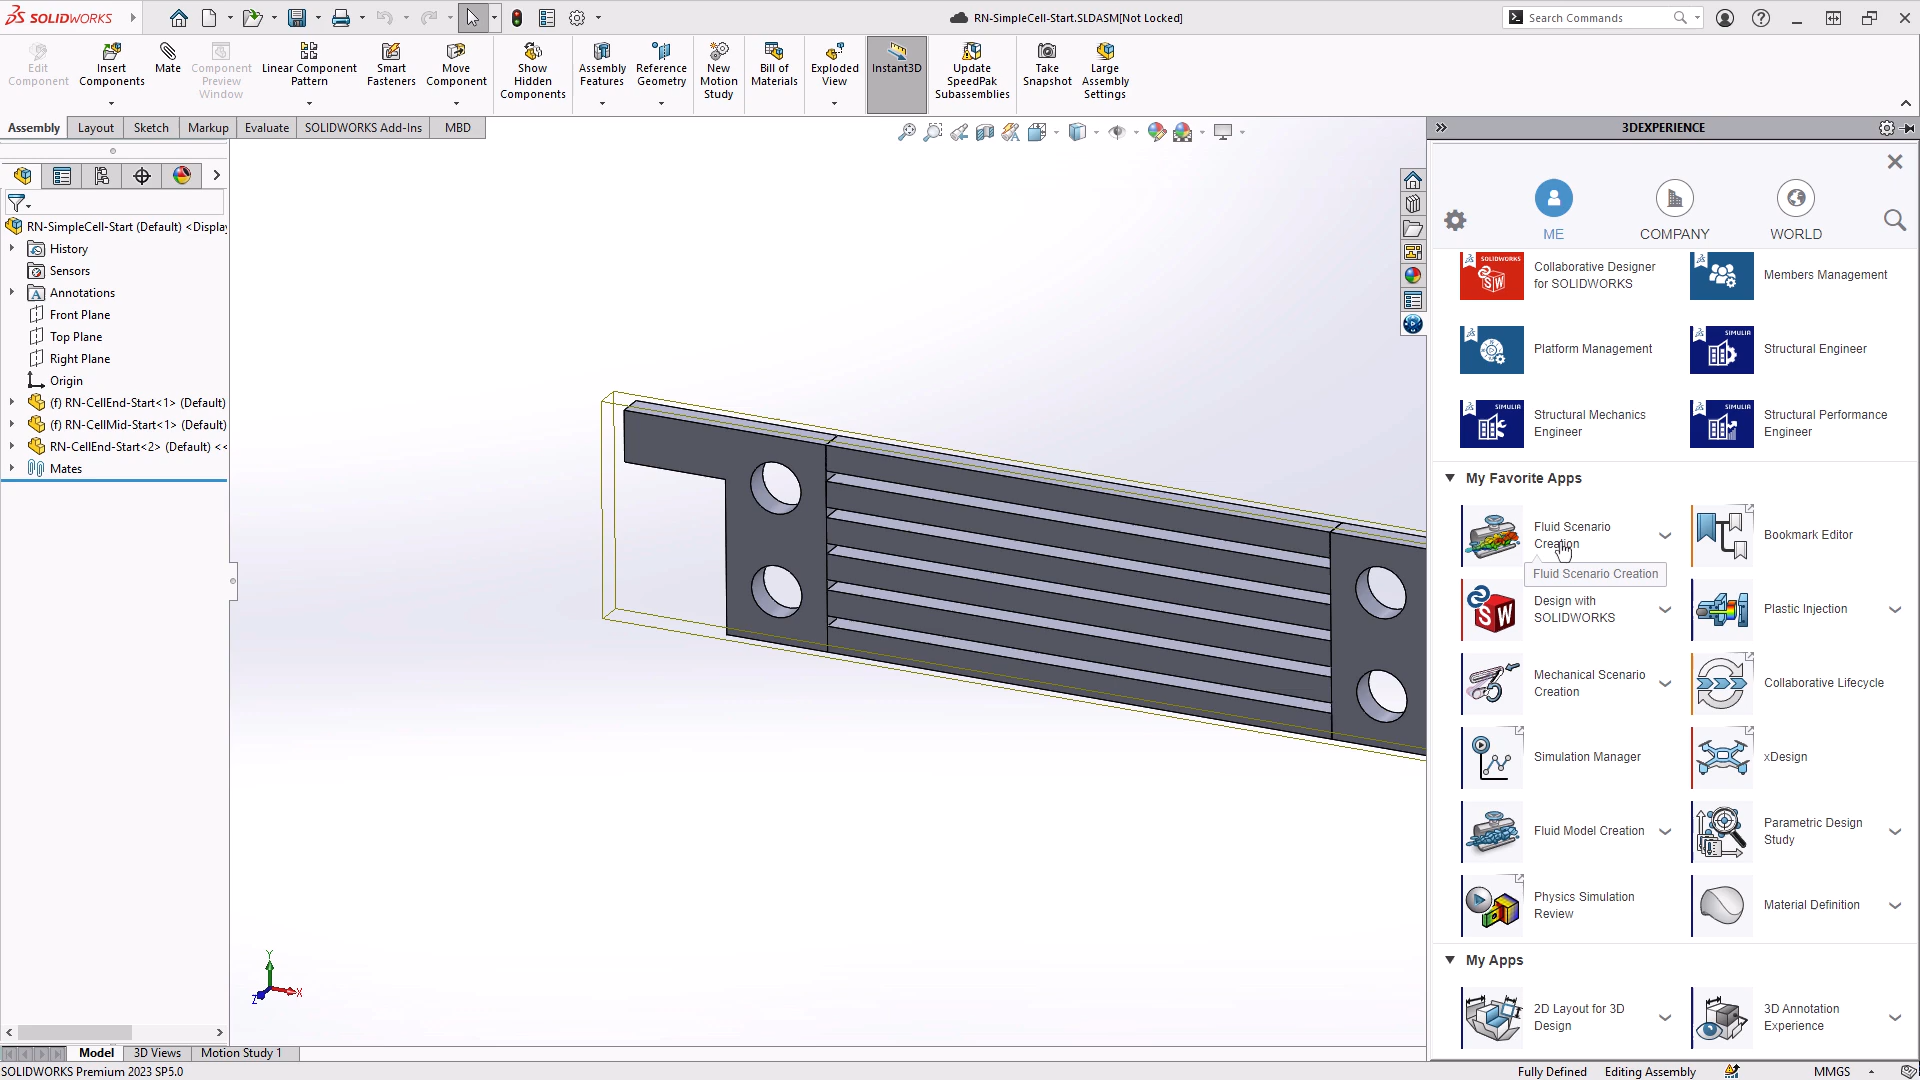 SOLIDWORKS
RN-SimpleCell-Start.SLDASM[Not Locked]
Search Commands
Edit Component
Insert Components
Mate
Component Preview Window
Linear Component Pattern
Smart Fasteners
Move Component
Show Hidden Components
Assembly Features
Reference Geometry
New Motion Study
Bill of Materials
Exploded View
Instant3D
Update SpeedPak Subassemblies
Take Snapshot
Large Assembly Settings
Assembly
Layout
Sketch
Markup
Evaluate
SOLIDWORKS Add-Ins
MBD
RN-SimpleCell-Start (Default) <Display
History
Sensors
Annotations
Front Plane
Top Plane
Right Plane
Origin
(f) RN-CellEnd-Start<1> (Default)
(f) RN-CellMid-Start<1> (Default)
RN-CellEnd-Start<2> (Default) <<
Mates
Y
X
Z
3DEXPERIENCE
ME
COMPANY
WORLD
SOLIDWORKS
Collaborative Designer
for SOLIDWORKS
Members Management
Platform Management
SIMULIA
Structural Engineer
SIMULIA
Structural Mechanics
Engineer
SIMULIA
Structural Performance
Engineer
My Favorite Apps
Fluid Scenario
Creation
Bookmark Editor
Fluid Scenario Creation
Design with
SOLIDWORKS
Plastic Injection
Mechanical Scenario
Creation
Collaborative Lifecycle
Simulation Manager
xDesign
Fluid Model Creation
Parametric Design
Study
Physics Simulation
Review
Material Definition
My Apps
2D Layout for 3D
Design
3D Annotation
Experience
Model
3D Views
Motion Study 1
SOLIDWORKS Premium 2023 SP5.0
Fully Defined
Editing Assembly
MMGS